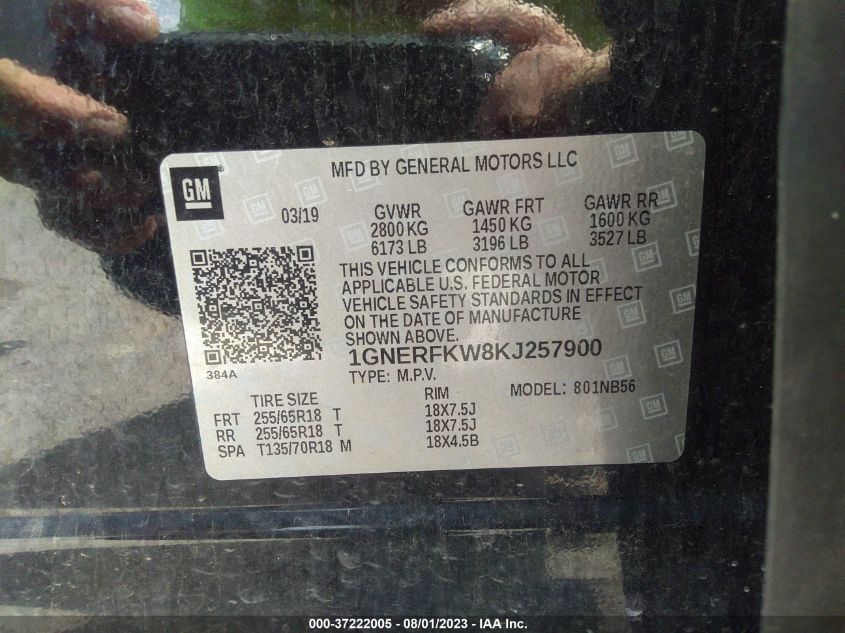 GM
MFD BY GENERAL MOTORS LLC
03/19
GVWR GAWR FRT GAWR RR
2800 KG 1450 KG 1600 KG
6173 LB 3196 LB 3527 LB
THIS VEHICLE CONFORMS TO ALL
APPLICABLE U.S. FEDERAL MOTOR
VEHICLE SAFETY STANDARDS IN EFFECT
ON THE DATE OF MANUFACTURE
SHOWN ABOVE.
1GNERFKW8KJ257900
384A
TYPE: M.P.V. MODEL: 801NB56
TIRE SIZE RIM
FRT 255/65R18 T 18X7.5J
RR 255/65R18 T 18X7.5J
SPA T135/70R18 M 18X4.5B
000-37222005 - 08/01/2023 - IAA Inc.